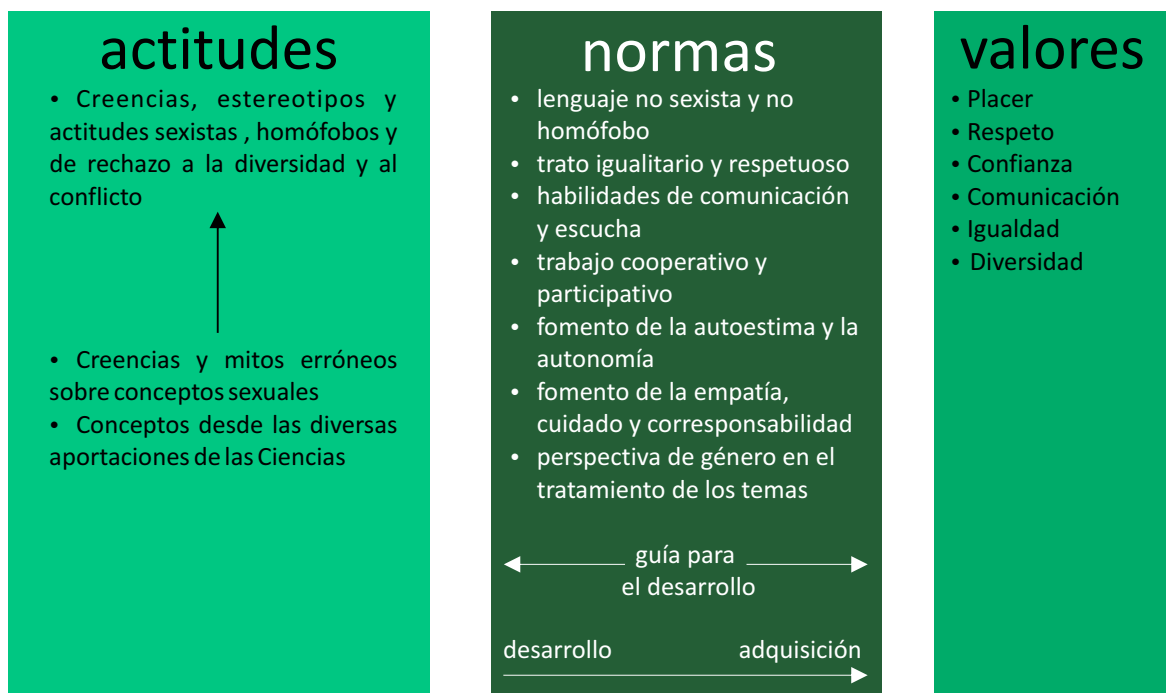 actitudes
• Creencias, estereotipos y
actitudes sexistas , homófobos y
de rechazo a la diversidad y al
conflicto
• Creencias y mitos erróneos
sobre conceptos sexuales
• Conceptos desde las diversas
aportaciones de las Ciencias
normas
• lenguaje no sexista y no
homófobo
• trato igualitario y respetuoso
• habilidades de comunicación
y escucha
• trabajo cooperativo y
participativo
• fomento de la autoestima y la
autonomía
• fomento de la empatía,
cuidado y corresponsabilidad
• perspectiva de género en el
tratamiento de los temas
guía para
el desarrollo
desarrollo adquisición
valores
• Placer
• Respeto
• Confianza
• Comunicación
• Igualdad
• Diversidad